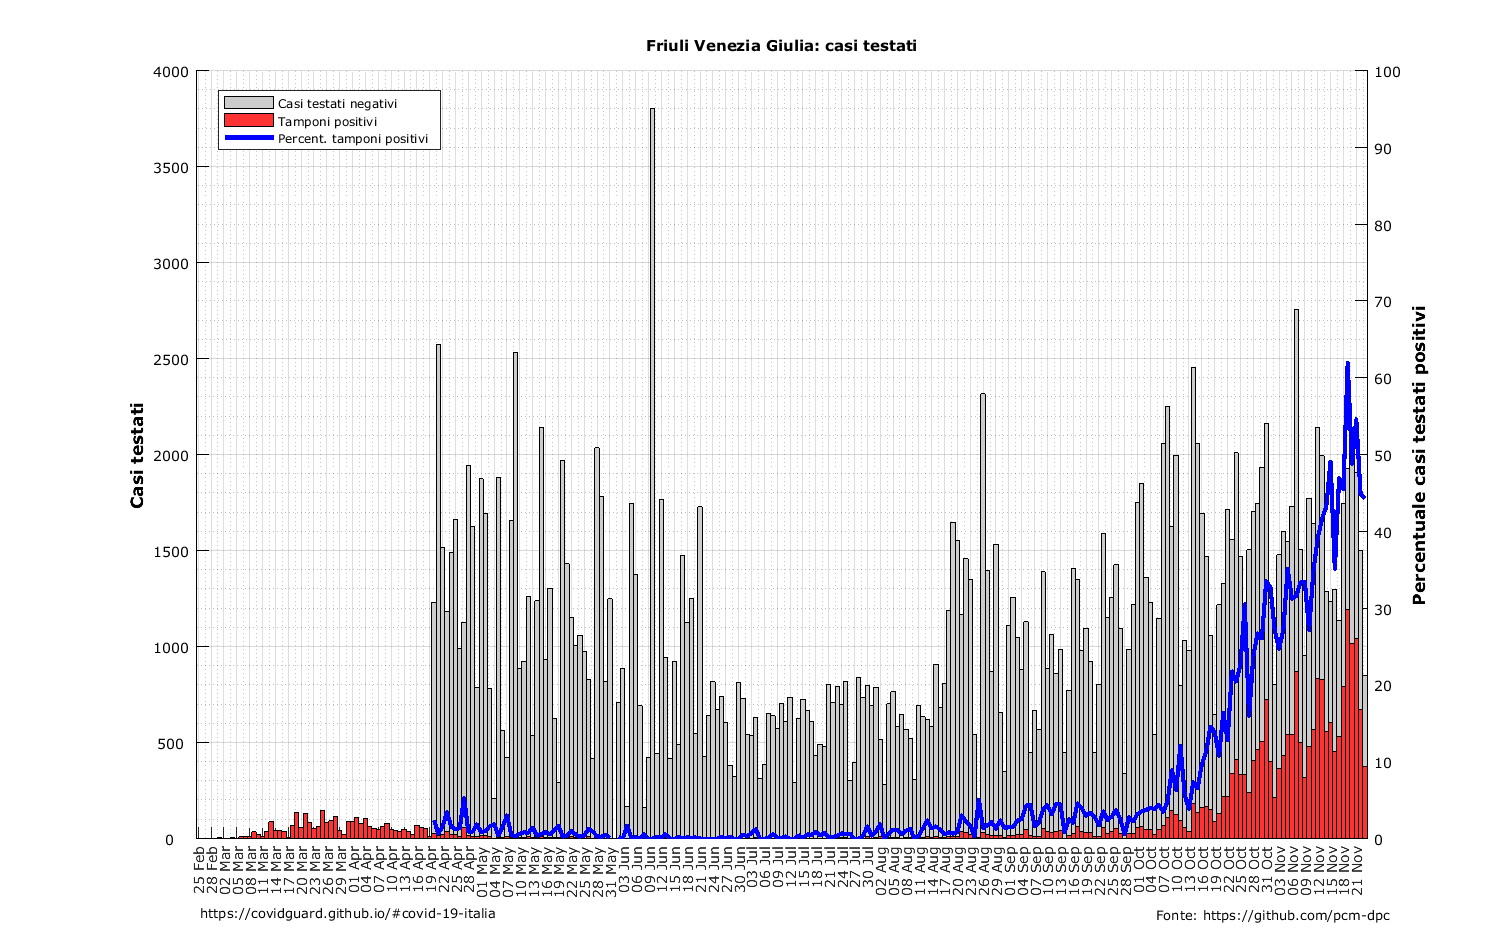 Friuli Venezia Giulia: casi testati
4000
3500
3000
2500
2000
1500
1000
500
0
Casi testati
Casi testati negativi
Tamponi positivi
Percent. tamponi positivi
100
90
80
70
60
50
40
30
20
10
0
Percentuale casi testati positivi
25 Feb
28 Feb
02 Mar
05 Mar
08 Mar
11 Mar
14 Mar
17 Mar
20 Mar
23 Mar
26 Mar
29 Mar
01 Apr
04 Apr
07 Apr
10 Apr
13 Apr
16 Apr
19 Apr
22 Apr
25 Apr
28 Apr
01 May
04 May
07 May
10 May
13 May
16 May
19 May
22 May
25 May
28 May
31 May
03 Jun
06 Jun
09 Jun
12 Jun
15 Jun
18 Jun
21 Jun
24 Jun
27 Jun
30 Jun
03 Jul
06 Jul
09 Jul
12 Jul
15 Jul
18 Jul
21 Jul
24 Jul
27 Jul
30 Jul
02 Aug
05 Aug
08 Aug
11 Aug
14 Aug
17 Aug
20 Aug
23 Aug
26 Aug
29 Aug
01 Sep
04 Sep
07 Sep
10 Sep
13 Sep
16 Sep
19 Sep
22 Sep
25 Sep
28 Sep
01 Oct
04 Oct
07 Oct
10 Oct
13 Oct
16 Oct
19 Oct
22 Oct
25 Oct
28 Oct
31 Oct
03 Nov
06 Nov
09 Nov
12 Nov
15 Nov
18 Nov
21 Nov
https://covidguard.github.io/#covid-19-italia
Fonte: https://github.com/pcm-dpc